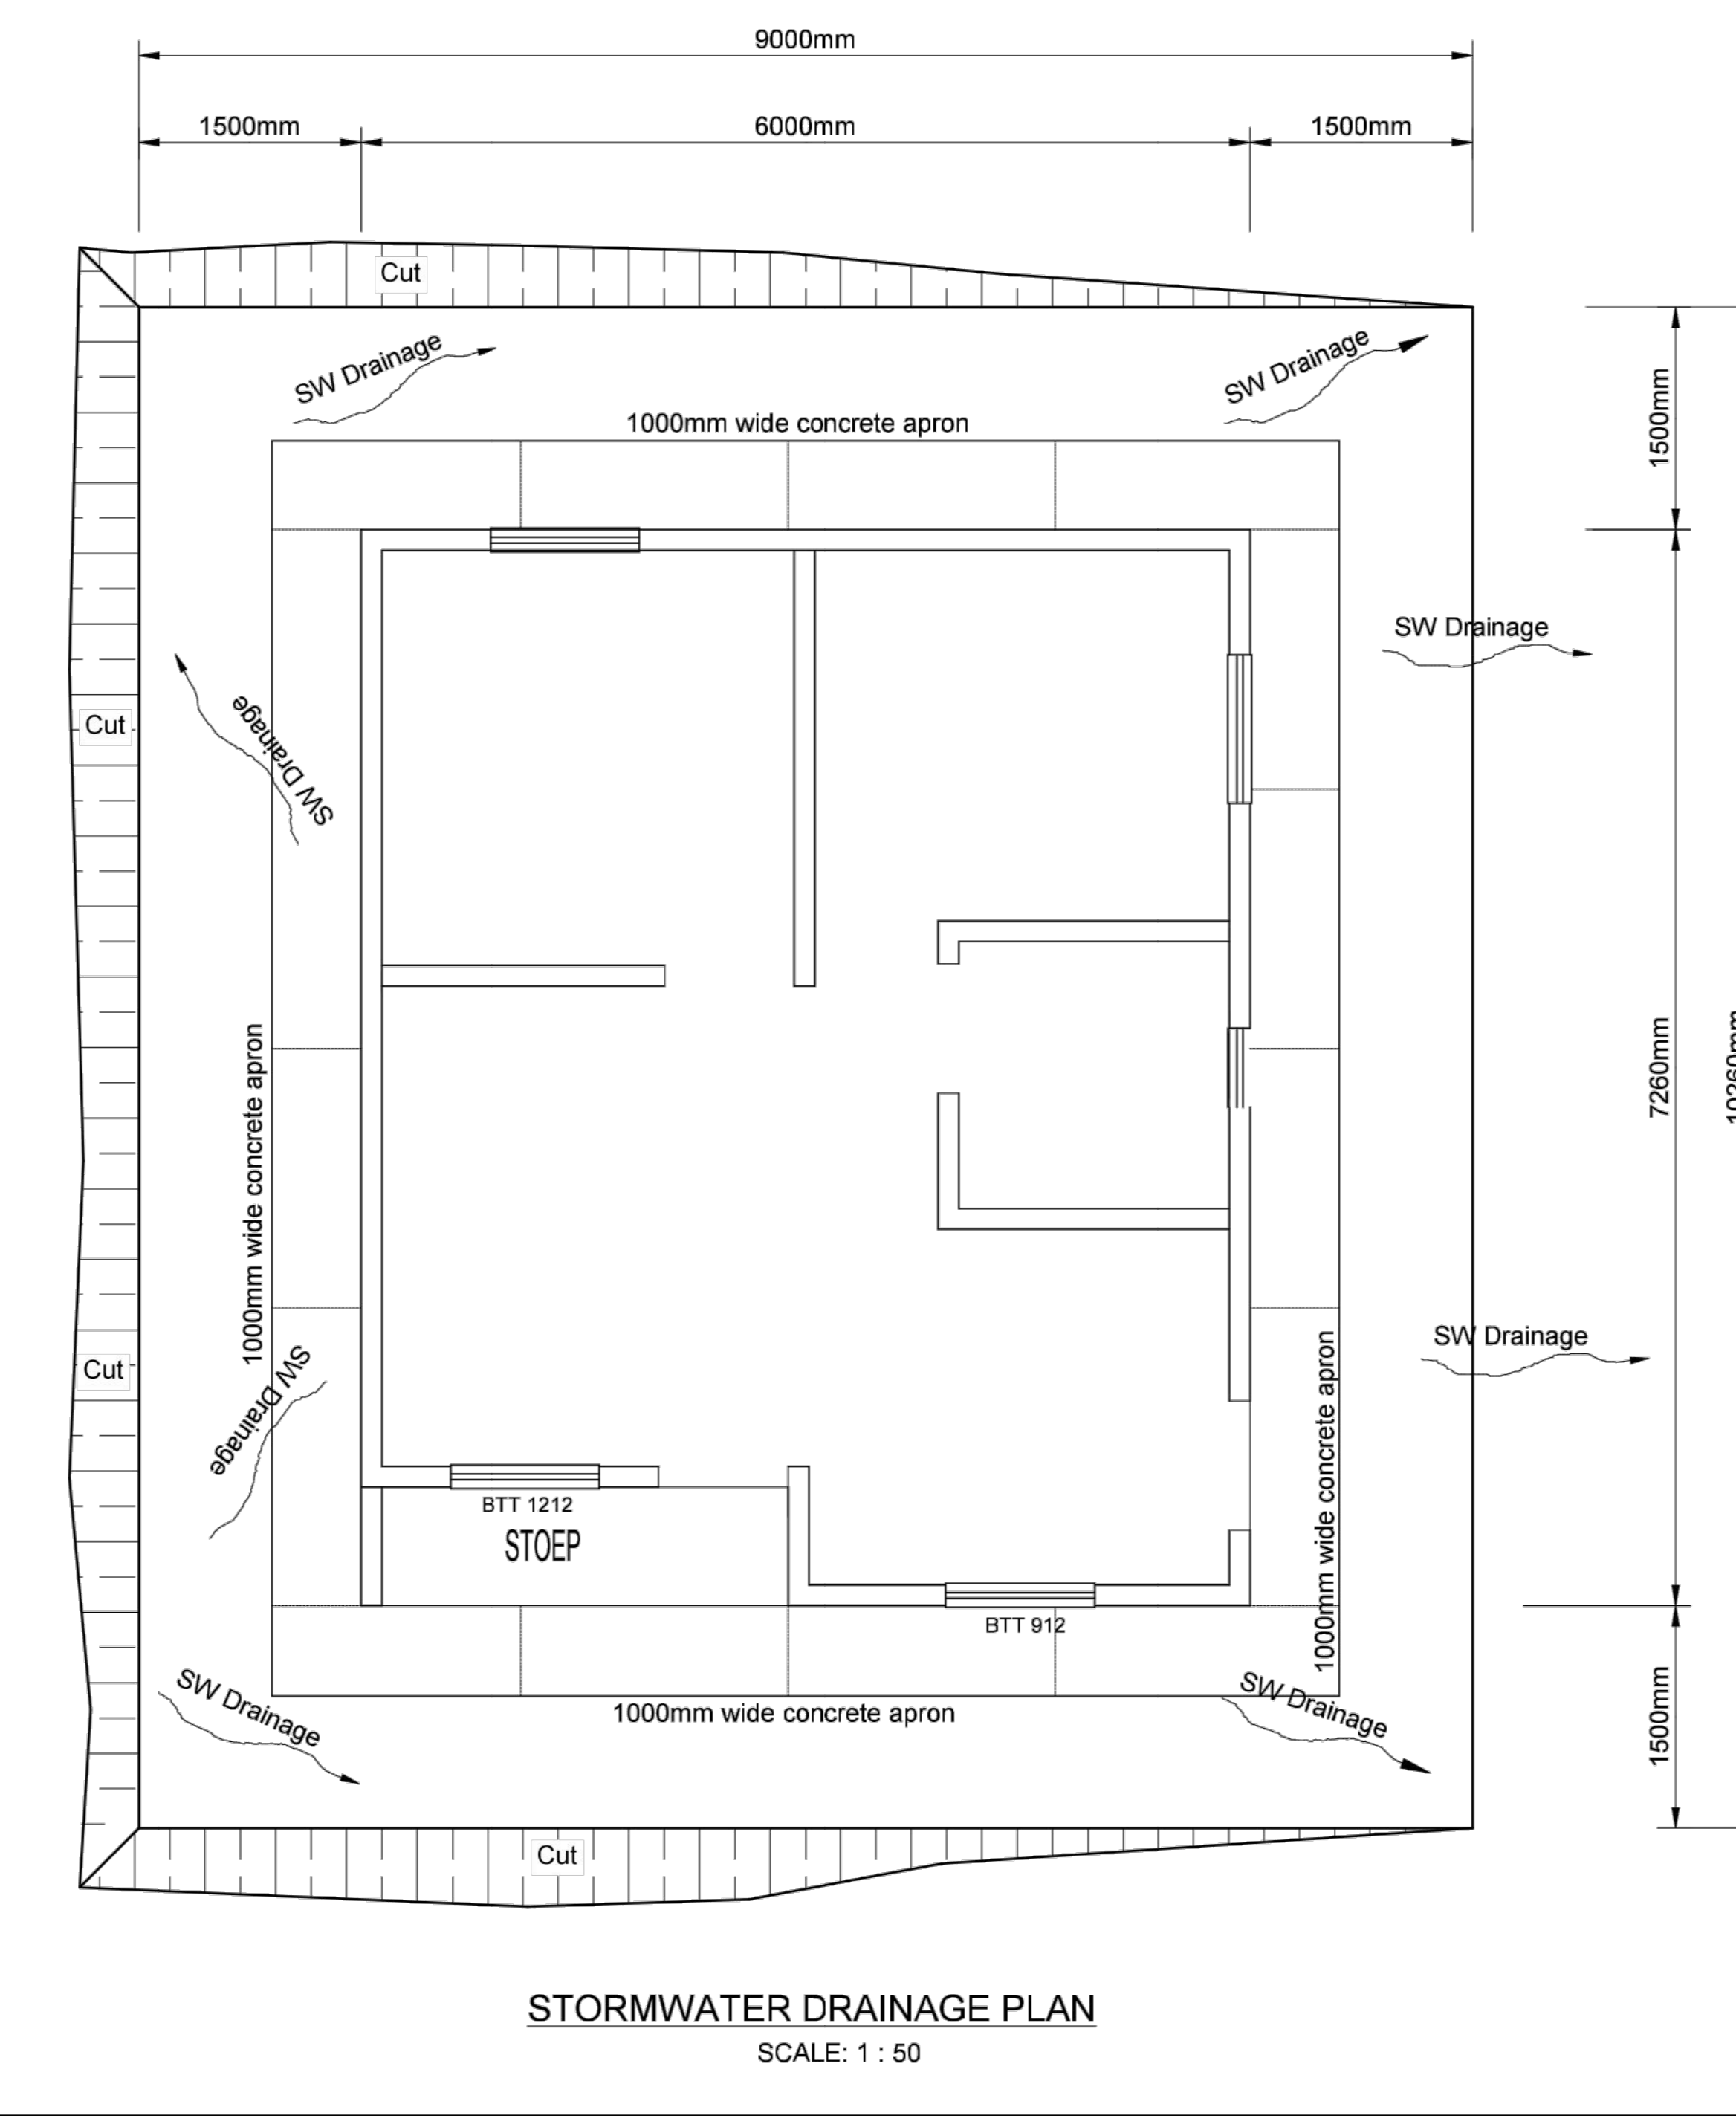 9000mm
1500mm
6000mm
1500mm
Cut
SW Drainage
SW Drainage
1500mm
1000mm wide concrete apron
SW Drainage
Cut
SW Drainage
7260mm
10260mm
1000mm wide concrete apron
SW Drainage
Cut
SW Drainage
1000mm wide concrete apron
BTT 1212
STOEP
BTT 912
SW Drainage
SW Drainage
1000mm wide concrete apron
1500mm
Cut
STORMWATER DRAINAGE PLAN
SCALE: 1 : 50